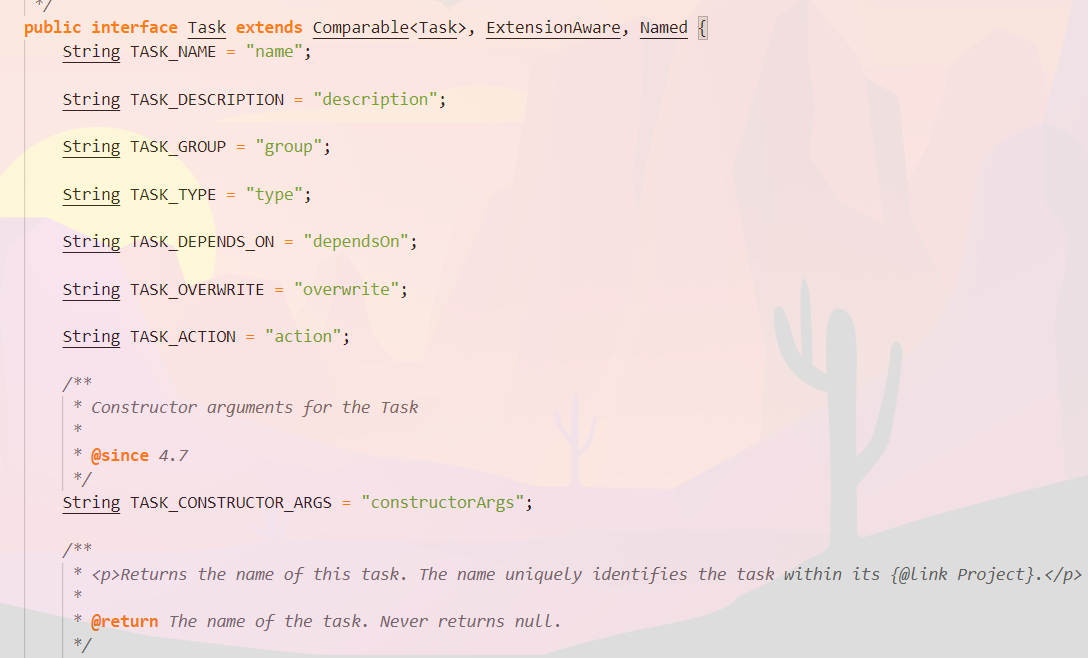 */
public interface Task extends Comparable<Task>, ExtensionAware, Named {
String TASK_NAME = "name";
String TASK_DESCRIPTION = "description";
String TASK_GROUP = "group";
String TASK_TYPE = "type";
String TASK_DEPENDS_ON = "dependsOn";
String TASK_OVERWRITE = "overwrite";
String TASK_ACTION = "action";
/**
* Constructor arguments for the Task
*
* @since 4.7
*/
String TASK_CONSTRUCTOR_ARGS = "constructorArgs";
/**
* <p>Returns the name of this task. The name uniquely identifies the task within its {@link Project}.</p>
*
* @return The name of the task. Never returns null.
*/